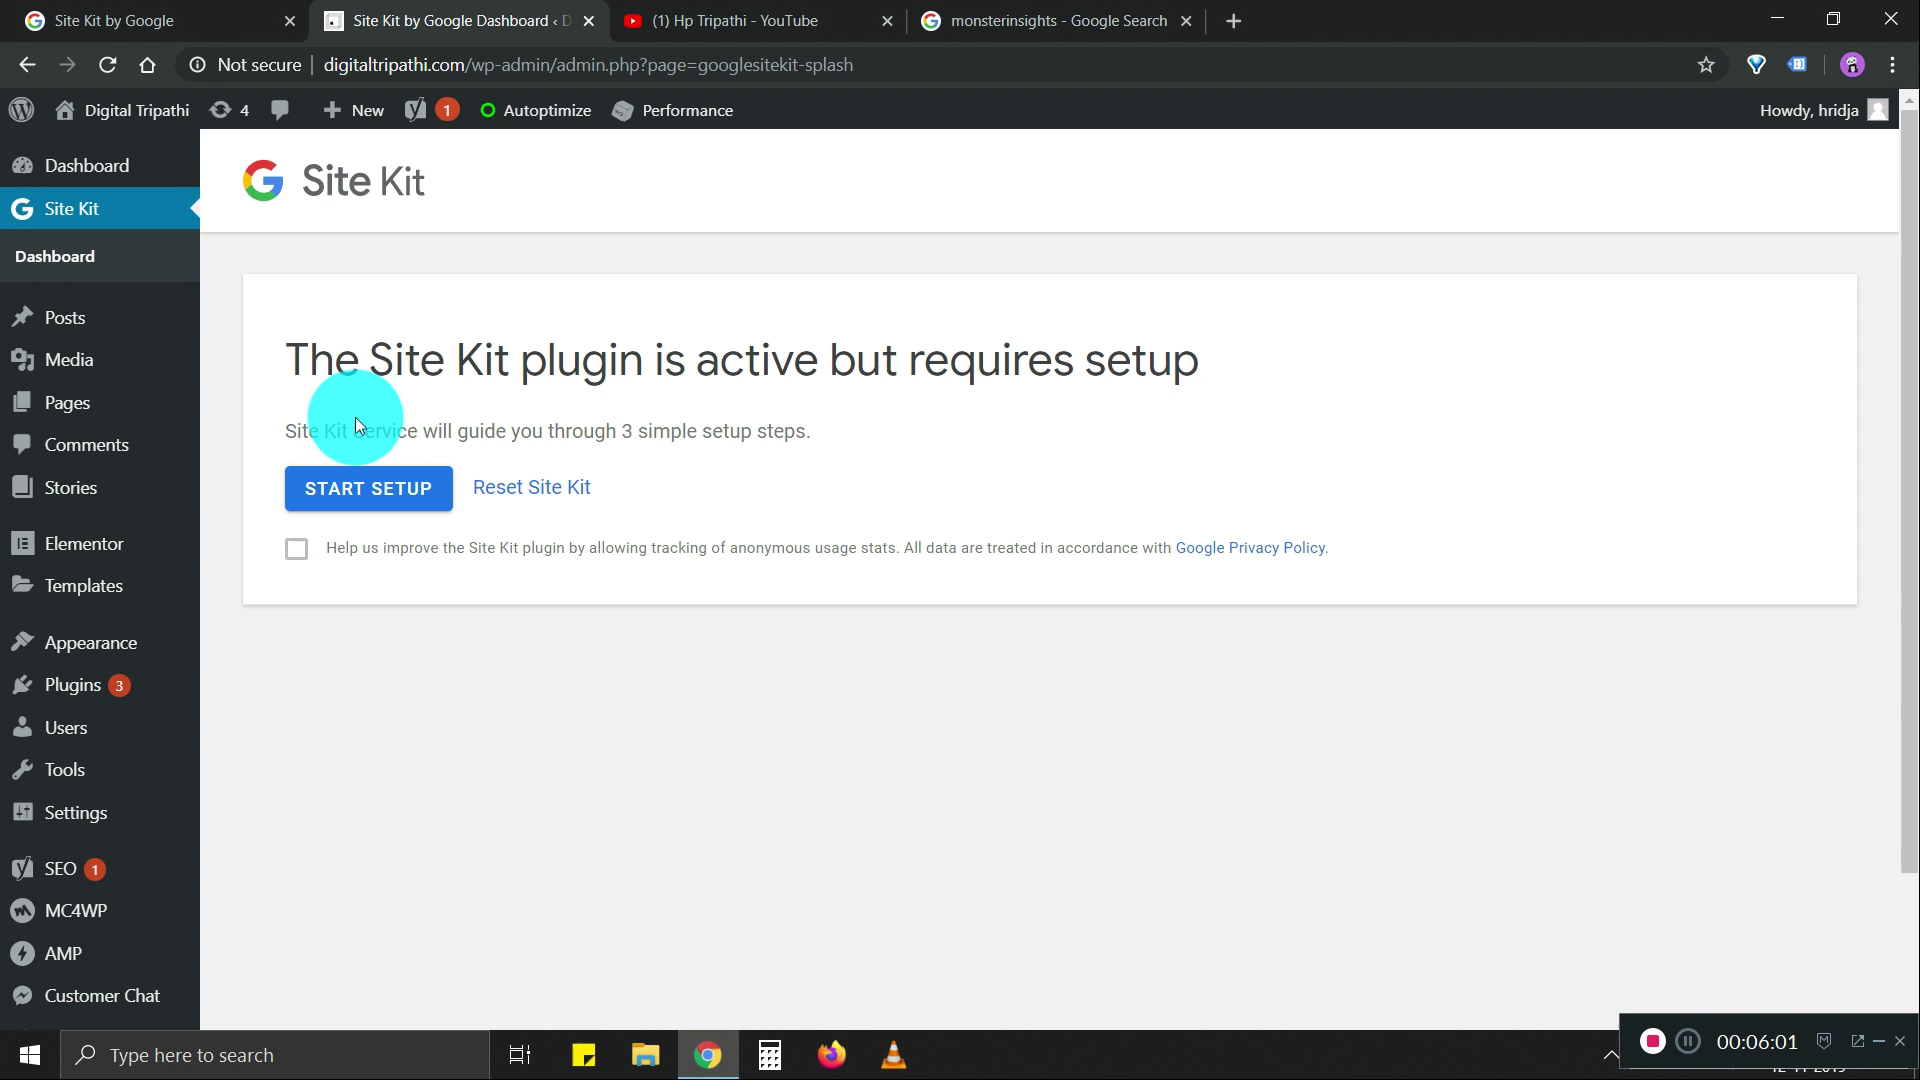 Site Kit by Google
Site Kit by Google Dashboard ‹ D
(1) Hp Tripathi - YouTube
monsterinsights - Google Search
Not secure
digitaltripathi.com/wp-admin/admin.php?page=googlesitekit-splash
Digital Tripathi
4
New
1
Autoptimize
Performance
Howdy, hridja
Dashboard
Site Kit
Dashboard
Posts
Media
Pages
Comments
Stories
Elementor
Templates
Appearance
Plugins 3
Users
Tools
Settings
SEO 1
MC4WP
AMP
Customer Chat
Site Kit
The Site Kit plugin is active but requires setup
Site Kit Service will guide you through 3 simple setup steps.
START SETUP
Reset Site Kit
Help us improve the Site Kit plugin by allowing tracking of anonymous usage stats. All data are treated in accordance with Google Privacy Policy.
Type here to search
00:06:01